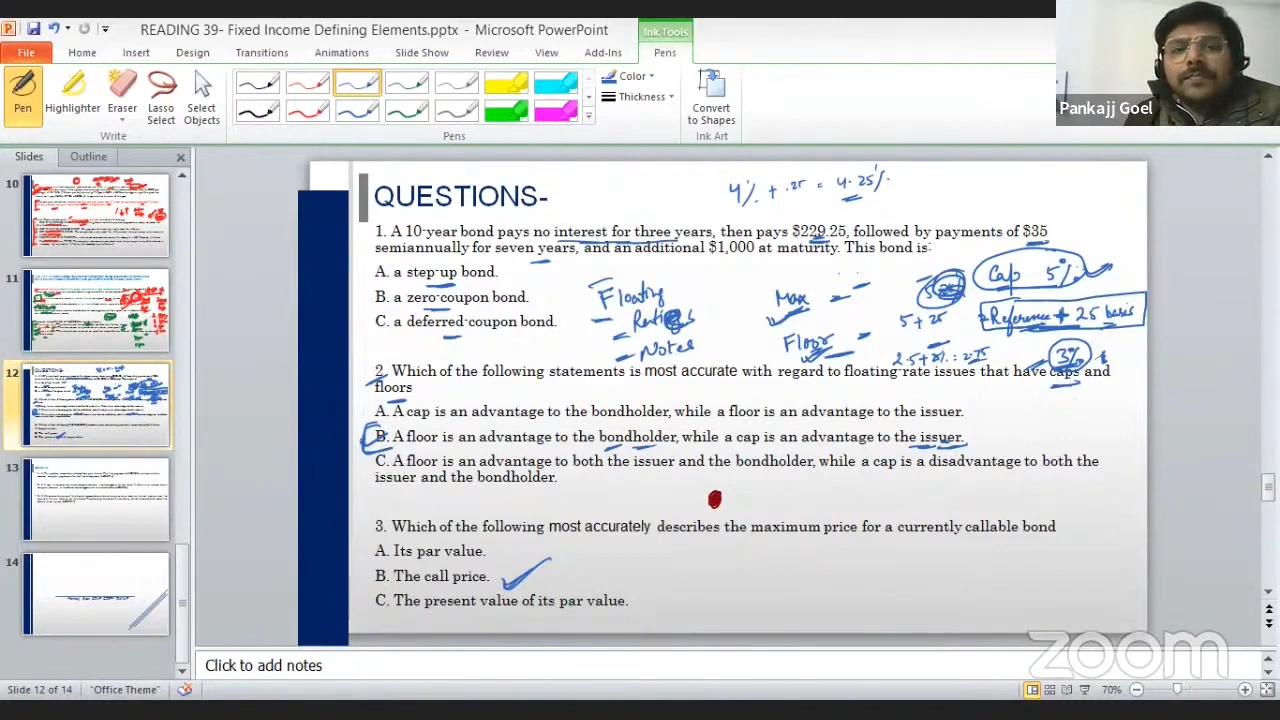 READING 39- Fixed Income Defining Elements.pptx - Microsoft PowerPoint
Ink Tools
File Home Insert Design Transitions Animations Slide Show Review View Add-Ins Pens
Pen Highlighter Eraser Lasso Select Select Objects
Color
Thickness
Convert to Shapes
Write Pens Ink Art
Pankajj Goel
Slides Outline
10
11
12
13
14
QUESTIONS-
4% + .25 = 4.25%
1. A 10-year bond pays no interest for three years, then pays $229.25, followed by payments of $35
semiannually for seven years, and an additional $1,000 at maturity. This bond is:
A. a step-up bond.
B. a zero-coupon bond.
C. a deferred-coupon bond.
Floating
Notes
Max
Floor
Cap 5%
5 + 25
Reference + 25 basis
3%
2. Which of the following statements is most accurate with regard to floating rate issues that have caps and
floors
A. A cap is an advantage to the bondholder, while a floor is an advantage to the issuer.
B. A floor is an advantage to the bondholder, while a cap is an advantage to the issuer.
C. A floor is an advantage to both the issuer and the bondholder, while a cap is a disadvantage to both the
issuer and the bondholder.
3. Which of the following most accurately describes the maximum price for a currently callable bond
A. Its par value.
B. The call price.
C. The present value of its par value.
zoom
Click to add notes
Slide 12 of 14 "Office Theme" 70%